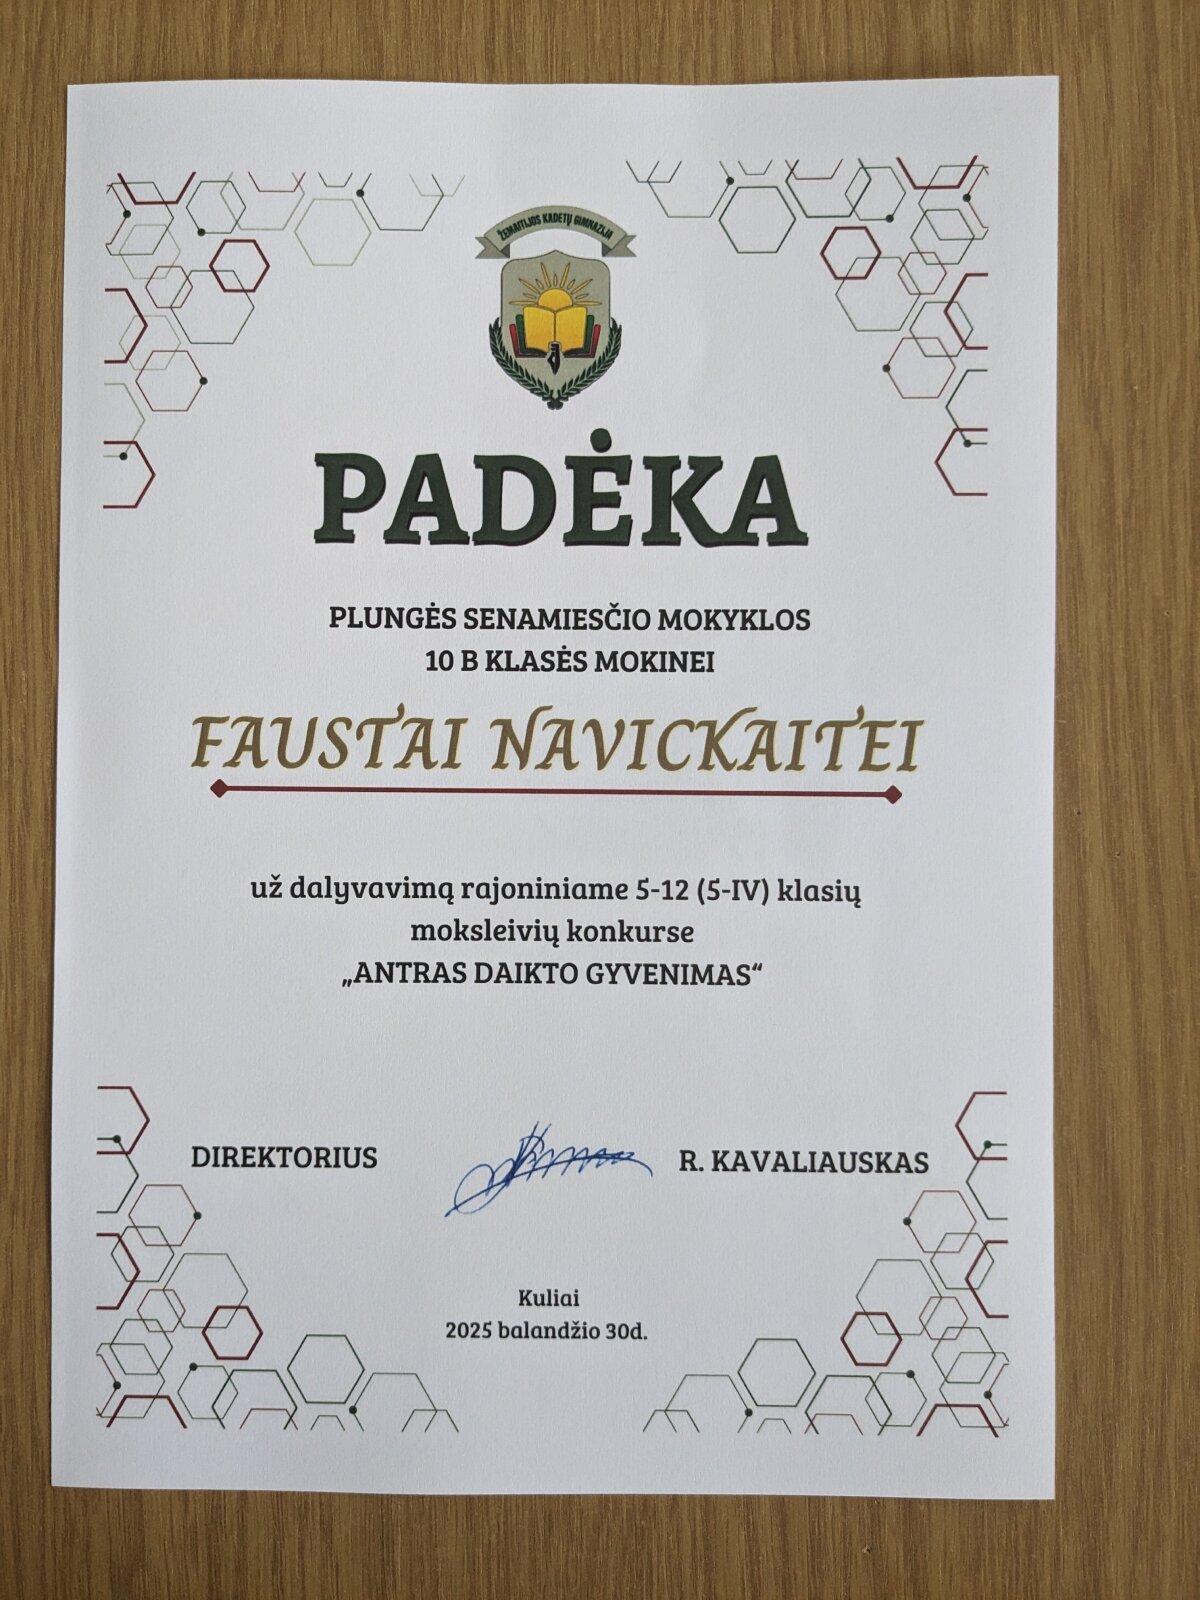 ŽEMAITIJOS KADETŲ GIMNAZIJA
PADĖKA
PLUNGĖS SENAMIESČIO MOKYKLOS
10 B KLASĖS MOKINEI
FAUSTAI NAVICKAITEI
už dalyvavimą rajoniniame 5-12 (5-IV) klasių
moksleivių konkurse
„ANTRAS DAIKTO GYVENIMAS“
DIREKTORIUS R. KAVALIAUSKAS
Kuliai
2025 balandžio 30d.